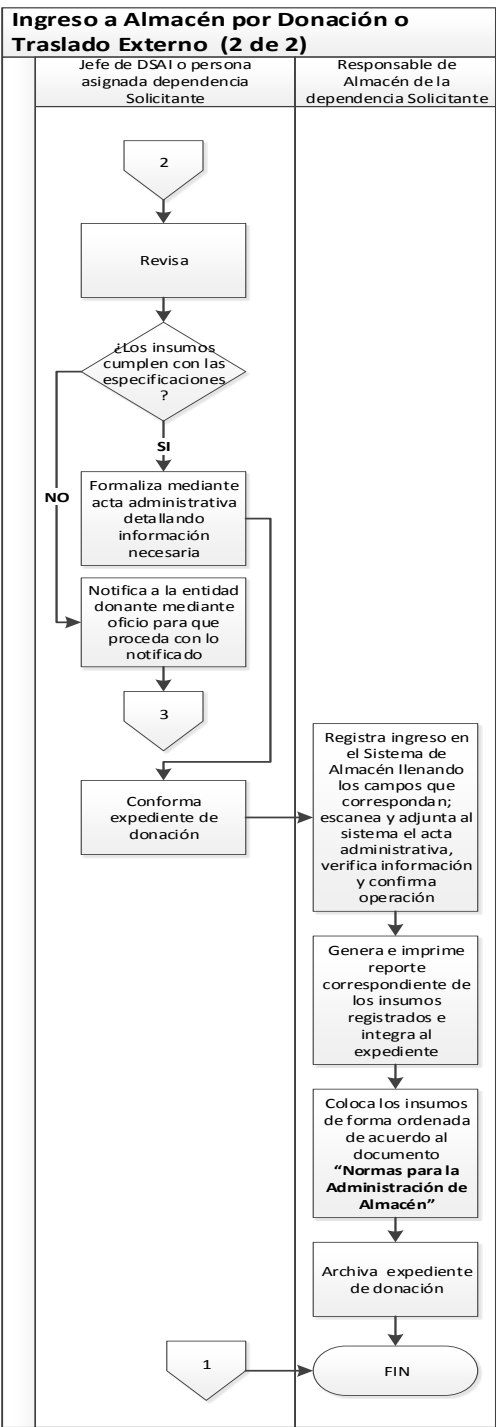 Ingreso a Almacén por Donación o
Traslado Externo (2 de 2)
Jefe de DSAI o persona
asignada dependencia
Solicitante
Responsable de
Almacén de la
dependencia Solicitante
2
Revisa
¿Los insumos
cumplen con las
especificaciones
?
SI
NO
Formaliza mediante
acta administrativa
detallando
información
necesaria
Notifica a la entidad
donante mediante
oficio para que
proceda con lo
notificado
3
Conforma
expediente de
donación
Registra ingreso en
el Sistema de
Almacén llenando
los campos que
correspondan;
escanea y adjunta al
sistema el acta
administrativa,
verifica información
y confirma
operación
Genera e imprime
reporte
correspondiente de
los insumos
registrados e
integra al
expediente
Coloca los insumos
de forma ordenada
de acuerdo al
documento
“Normas para la
Administración de
Almacén”
Archiva expediente
de donación
1
FIN